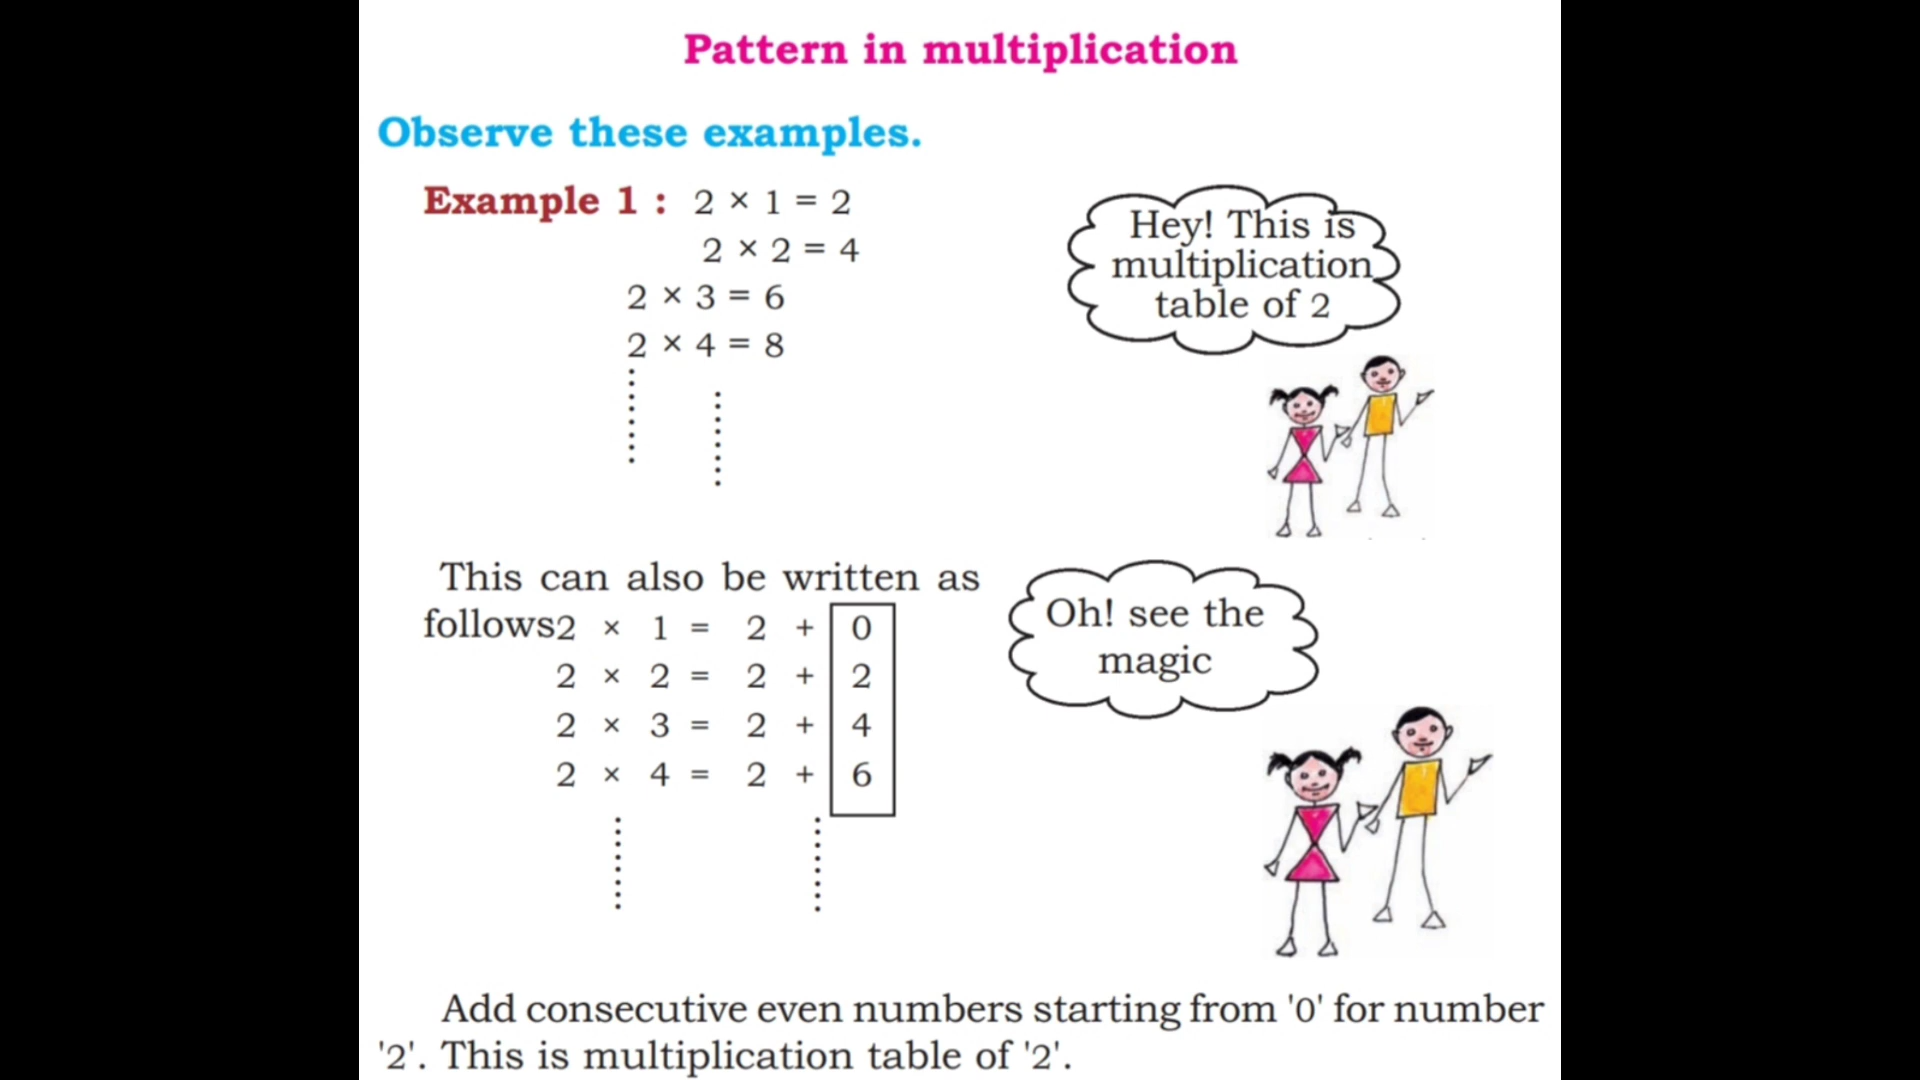 Pattern in multiplication
Observe these examples.
Example 1 : 2 × 1 = 2
2 × 2 = 4
2 × 3 = 6
2 × 4 = 8
Hey! This is
multiplication
table of 2
This can also be written as
follows2 × 1 = 2 + 0
2 × 2 = 2 + 2
2 × 3 = 2 + 4
2 × 4 = 2 + 6
Oh! see the
magic
Add consecutive even numbers starting from '0' for number
'2'. This is multiplication table of '2'.